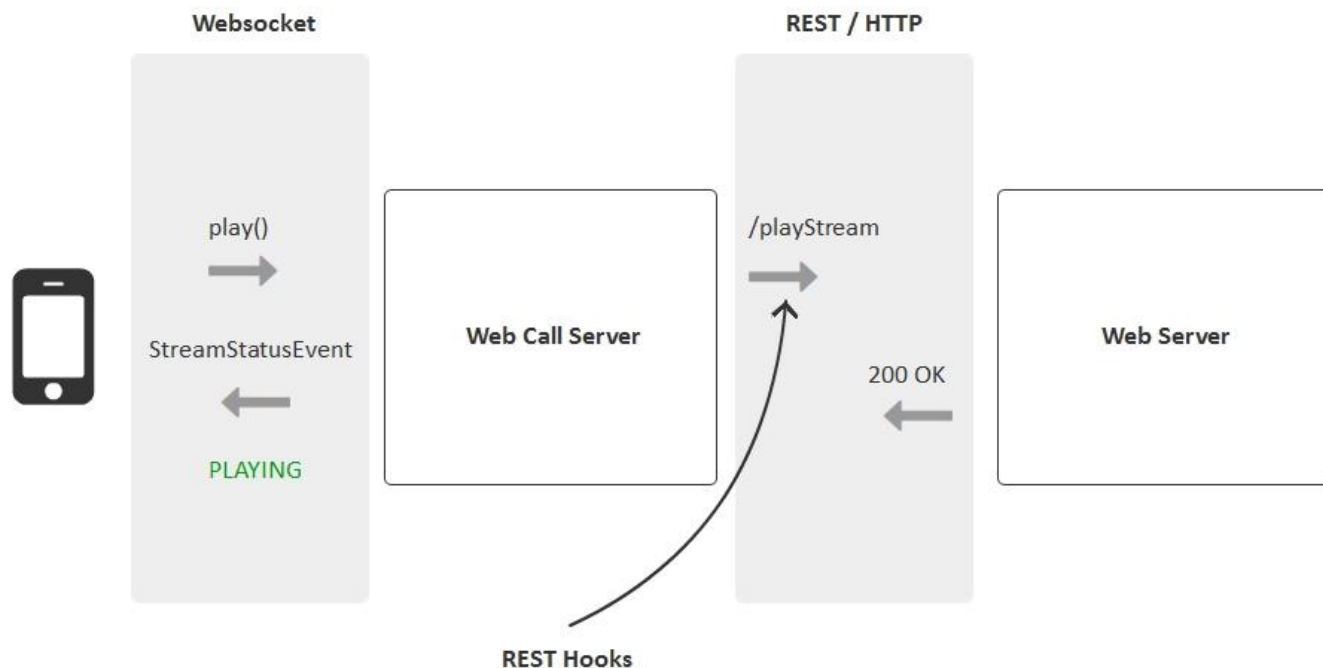 Websocket
REST / HTTP
play()
/playStream
StreamStatusEvent
Web Call Server
Web Server
200 OK
PLAYING
REST Hooks